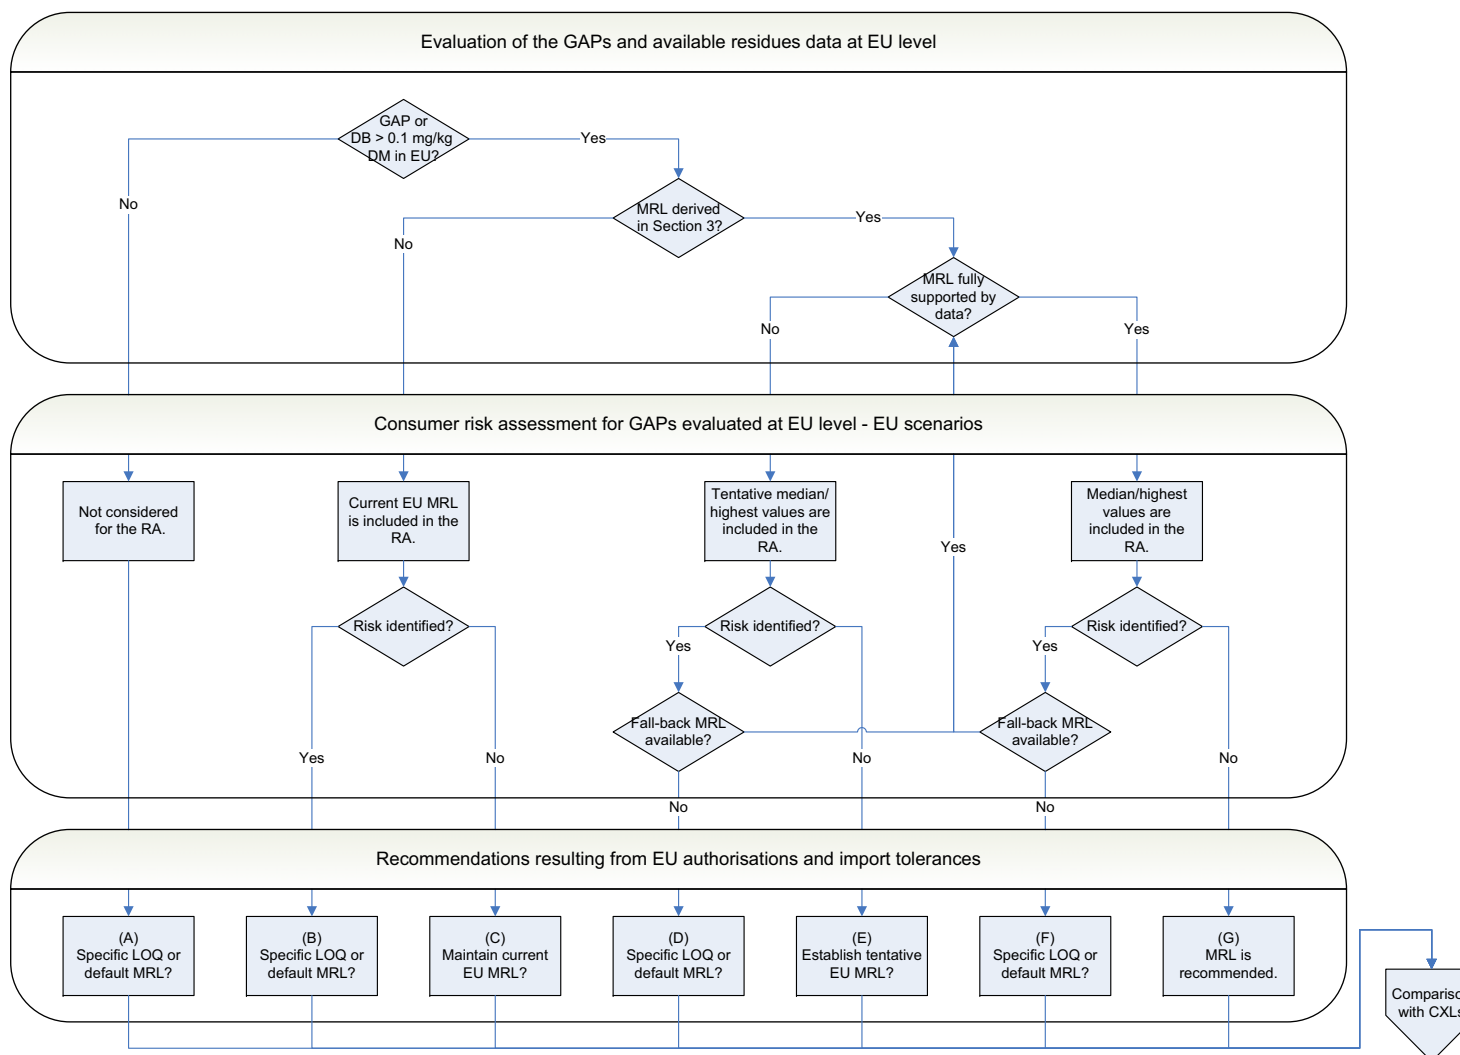 Evaluation of the GAPs and available residues data at EU level
GAP or
DB > 0.1 mg/kg
DM in EU?
Yes
No
MRL derived
in Section 3?
Yes
No
MRL fully
supported by
data?
No
Yes
Consumer risk assessment for GAPs evaluated at EU level - EU scenarios
Not considered
for the RA.
Current EU MRL
is included in the
RA.
Tentative median/
highest values are
included in the
RA.
Median/highest
values are
included in the
RA.
Yes
Risk identified?
Risk identified?
Risk identified?
Yes
Yes
Fall-back MRL
available?
Fall-back MRL
available?
Yes
No
No
No
No
No
Recommendations resulting from EU authorisations and import tolerances
(A)
Specific LOQ or
default MRL?
(B)
Specific LOQ or
default MRL?
(C)
Maintain current
EU MRL?
(D)
Specific LOQ or
default MRL?
(E)
Establish tentative
EU MRL?
(F)
Specific LOQ or
default MRL?
(G)
MRL is
recommended.
Comparison
with CXLs